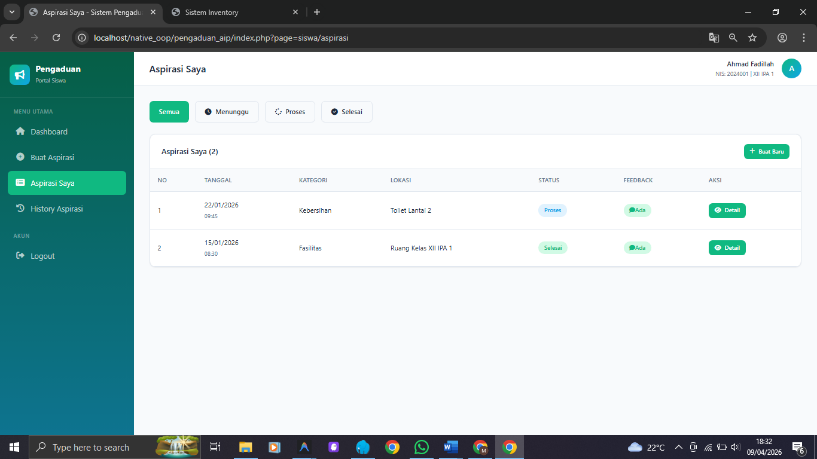 Aspirasi Saya - Sistem Pengadu
Sistem Inventory
localhost/native_oop/pengaduan_aip/index.php?page=siswa/aspirasi
Pengaduan
Portal Siswa
MENU UTAMA
Dashboard
Buat Aspirasi
Aspirasi Saya
History Aspirasi
AKUN
Logout
Aspirasi Saya
Ahmad Fadillah
NIS: 2024001 | XII IPA 1
A
Semua
Menunggu
Proses
Selesai
Aspirasi Saya (2)
+ Buat Baru
NO TANGGAL KATEGORI LOKASI STATUS FEEDBACK AKSI
1 22/01/2026 09:45 Kebersihan Toilet Lantai 2 Proses Ada Detail
2 15/01/2026 08:30 Fasilitas Ruang Kelas XII IPA 1 Selesai Ada Detail
Type here to search
22°C
18:32
09/04/2026
6